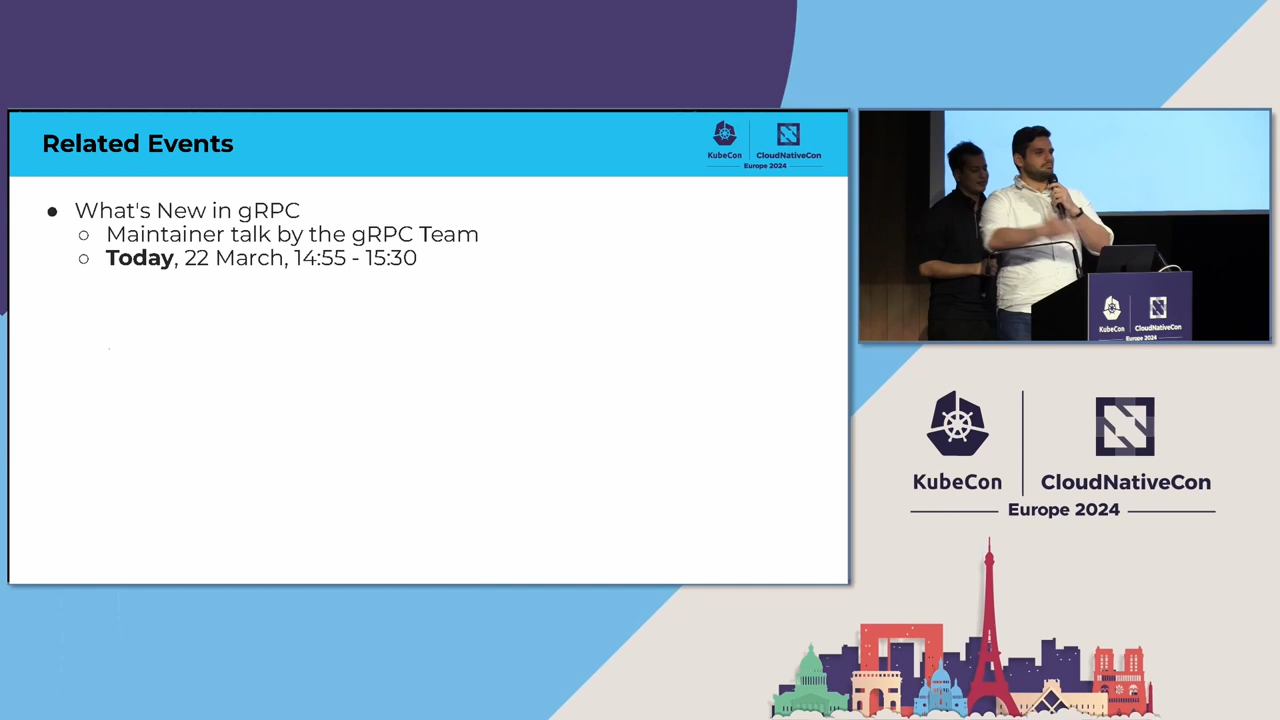 Related Events
KubeCon
CloudNativeCon
Europe 2024
What's New in gRPC
Maintainer talk by the gRPC Team
Today, 22 March, 14:55 - 15:30
KubeCon
CloudNativeCon
Europe 2024
KubeCon
CloudNativeCon
Europe 2024